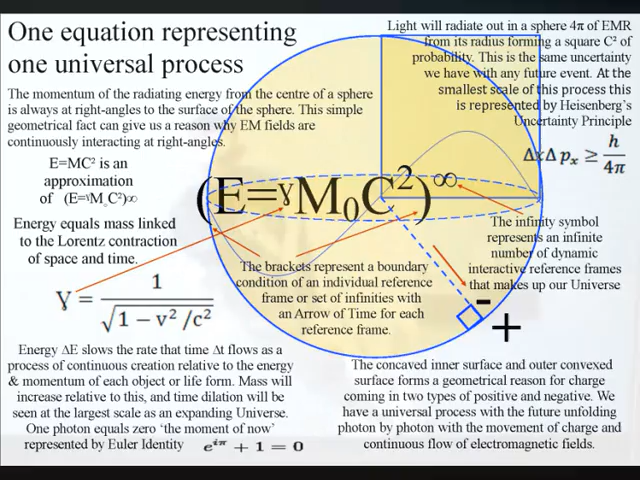 One equation representing
one universal process
The momentum of the radiating energy from the centre of a sphere
is always at right-angles to the surface of the sphere. This simple
geometrical fact can give us a reason why EM fields are
continuously interacting at right-angles.
E=MC² is an
approximation
of (E=ɣM₀C²)∞
Energy equals mass linked
to the Lorentz contraction
of space and time.
Light will radiate out in a sphere 4π of EMR
from its radius forming a square C² of
probability. This is the same uncertainty
we have with any future event. At the
smallest scale of this process this
is represented by Heisenberg's
Uncertainty Principle
Δx Δpₓ ≥ h/4π
(E=ɣM₀C²)∞
The infinity symbol
represents an infinite
number of dynamic
interactive reference frames
that makes up our Universe
The brackets represent a boundary
condition of an individual reference
frame or set of infinities with
an Arrow of Time for each
reference frame.
ɣ = 1/√(1 − v²/c²)
-
+
Energy ΔE slows the rate that time Δt flows as a
process of continuous creation relative to the energy
& momentum of each object or life form. Mass will
increase relative to this, and time dilation will be
seen at the largest scale as an expanding Universe.
One photon equals zero 'the moment of now'
represented by Euler Identity e^{iπ} + 1 = 0
The concaved inner surface and outer convexed
surface forms a geometrical reason for charge
coming in two types of positive and negative. We
have a universal process with the future unfolding
photon by photon with the movement of charge and
continuous flow of electromagnetic fields.